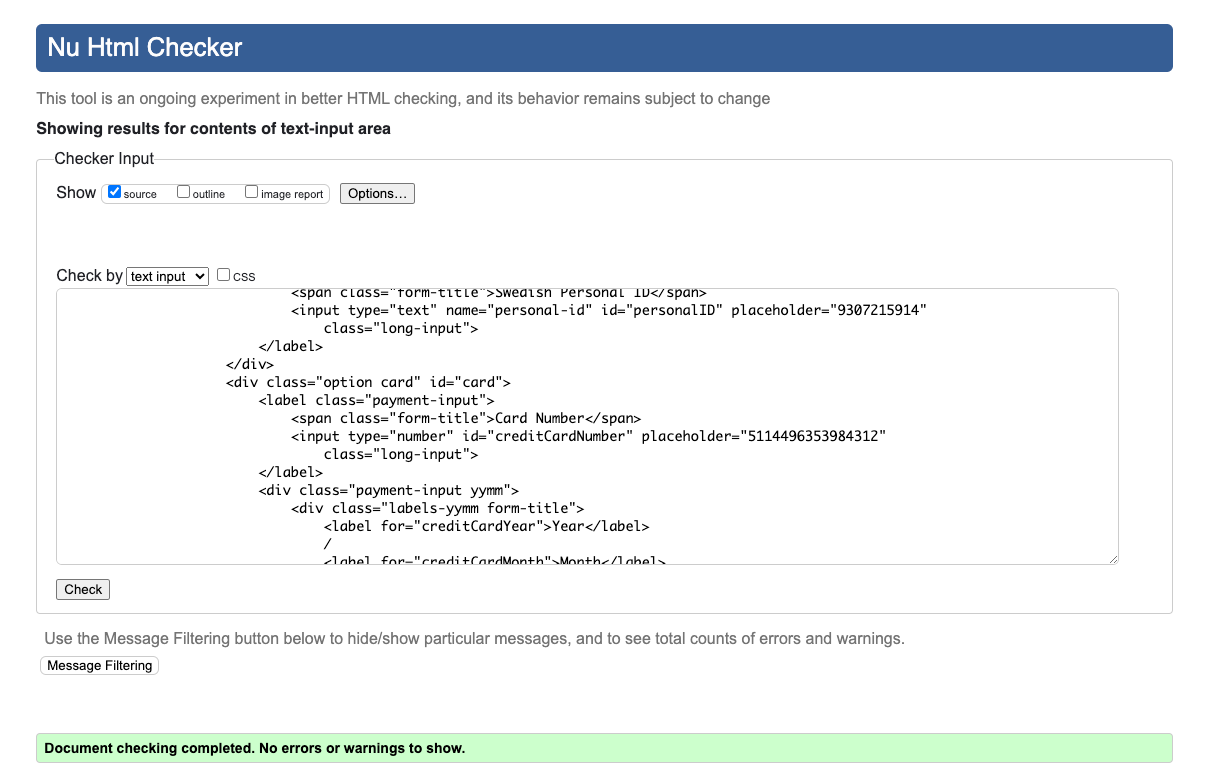 Nu Html Checker
This tool is an ongoing experiment in better HTML checking, and its behavior remains subject to change
Showing results for contents of text-input area
Checker Input
Show source outline image report Options...
Check by text input css
<span class="form-title">Swedish Personal ID</span>
<input type="text" name="personal-id" id="personalID" placeholder="9307215914"
class="long-input">
</label>
</div>
<div class="option card" id="card">
<label class="payment-input">
<span class="form-title">Card Number</span>
<input type="number" id="creditCardNumber" placeholder="5114496353984312"
class="long-input">
</label>
<div class="payment-input yymm">
<div class="labels-yymm form-title">
<label for="creditCardYear">Year</label>
/
<label for="creditCardMonth">Month</label>
Check
Use the Message Filtering button below to hide/show particular messages, and to see total counts of errors and warnings.
Message Filtering
Document checking completed. No errors or warnings to show.